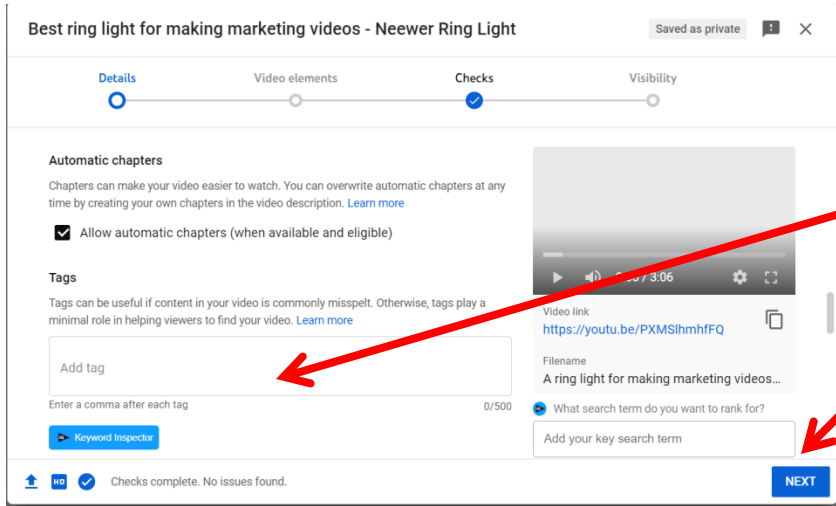 Best ring light for making marketing videos - Neewer Ring Light
Saved as private
Details
Video elements
Checks
Visibility
Automatic chapters
Chapters can make your video easier to watch. You can overwrite automatic chapters at any
time by creating your own chapters in the video description. Learn more
Allow automatic chapters (when available and eligible)
Tags
Tags can be useful if content in your video is commonly misspelt. Otherwise, tags play a
minimal role in helping viewers to find your video. Learn more
Add tag
Enter a comma after each tag
0/500
Keyword Inspector
/ 3:06
Video link
https://youtu.be/PXMSlhmhfFQ
Filename
A ring light for making marketing videos...
What search term do you want to rank for?
Add your key search term
HD
Checks complete. No issues found.
NEXT